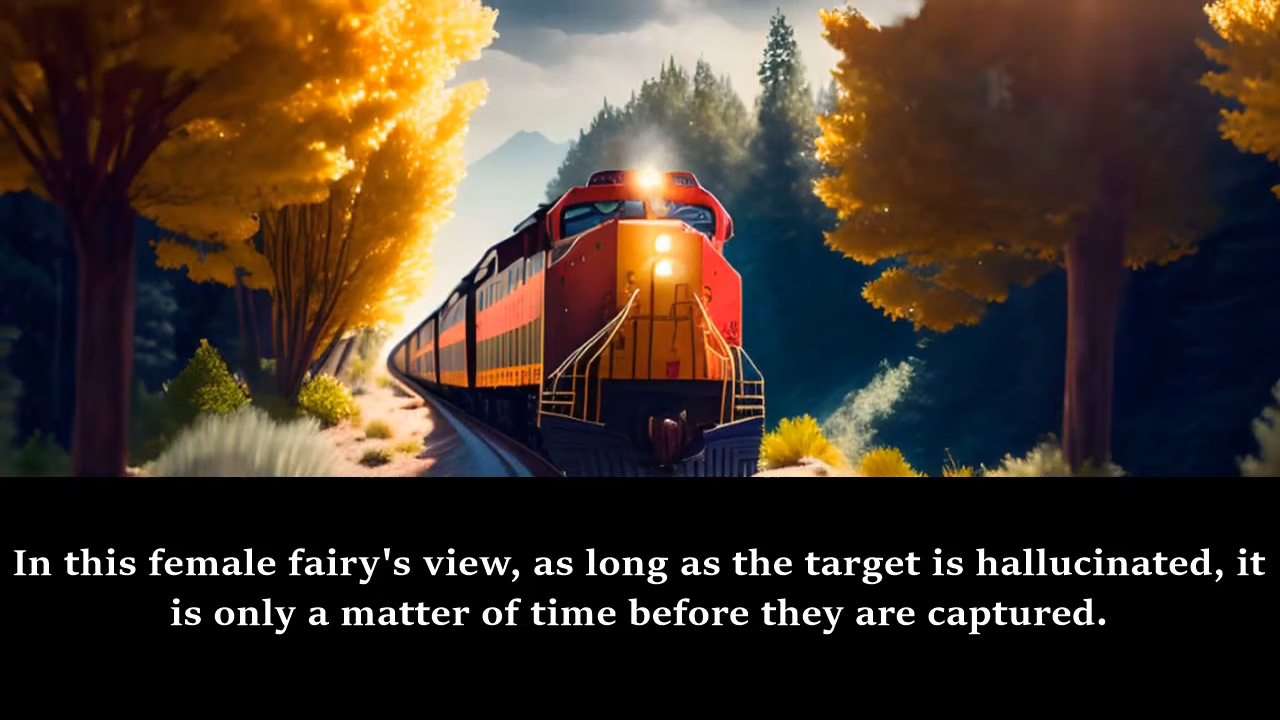 In this female fairy's view, as long as the target is hallucinated, it
is only a matter of time before they are captured.